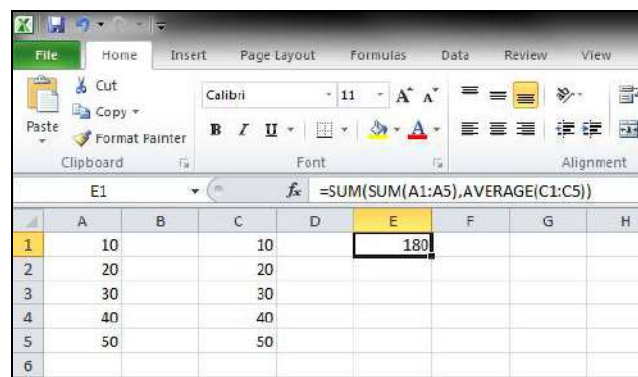 File Home Insert Page Layout Formulas Data Review View
Cut
Copy
Format Painter
Paste
Calibri 11 A A
B I U A
Clipboard Font Alignment
E1 fx =SUM(SUM(A1:A5),AVERAGE(C1:C5))
A B C D E F G H
1 10 10 180
2 20 20
3 30 30
4 40 40
5 50 50
6